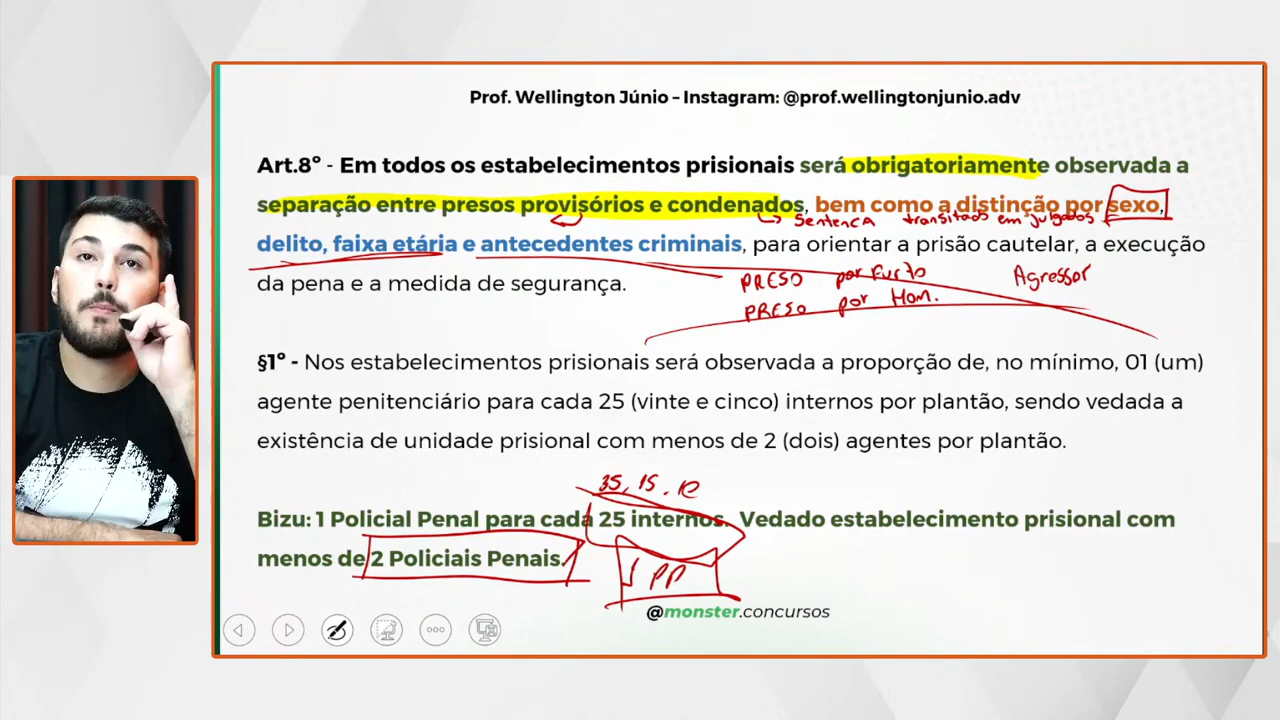 Prof. Wellington Júnio – Instagram: @prof.wellingtonjunio.adv
Art.8º - Em todos os estabelecimentos prisionais será obrigatoriamente observada a
separação entre presos provisórios e condenados, bem como a distinção por sexo,
Sentença transitado em julgados
delito, faixa etária e antecedentes criminais, para orientar a prisão cautelar, a execução
PRESO por Furto Agressor
da pena e a medida de segurança.
PRESO por Hom.
§1º - Nos estabelecimentos prisionais será observada a proporção de, no mínimo, 01 (um)
agente penitenciário para cada 25 (vinte e cinco) internos por plantão, sendo vedada a
existência de unidade prisional com menos de 2 (dois) agentes por plantão.
35, 15,
Bizu: 1 Policial Penal para cada 25 internos. Vedado estabelecimento prisional com
menos de 2 Policiais Penais.
1 PP
@monster.concursos